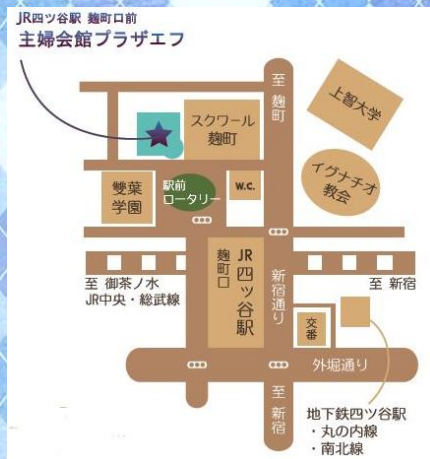 JR四ツ谷駅 麹町口前
主婦会館プラザエフ
至 麹町
上智大学
スクワール
麹町
イグナチオ
教会
雙葉
学園
駅前
ロータリー
W.C.
JR四ツ谷駅
麹町口
新宿通り
至 御茶ノ水
JR中央・総武線
至 新宿
交番
外堀通り
至 新宿
地下鉄四ツ谷駅
・丸の内線
・南北線